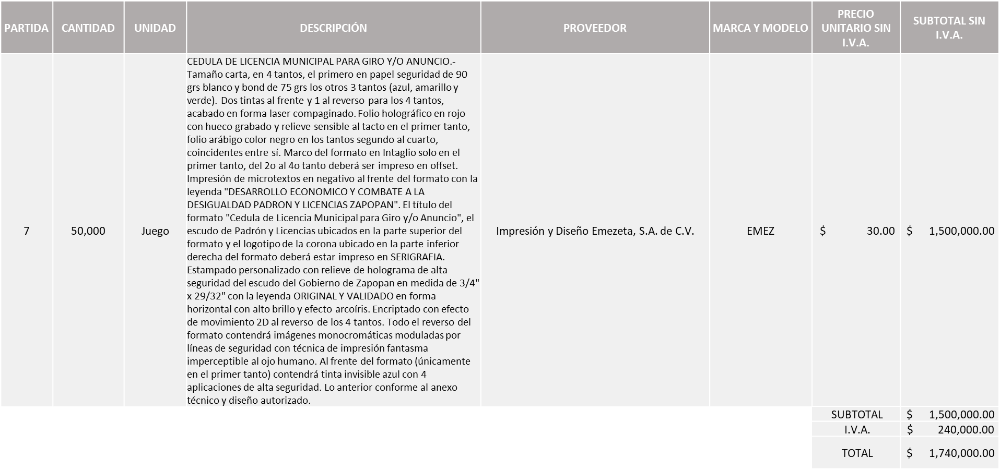 PARTIDA CANTIDAD UNIDAD DESCRIPCIÓN PROVEEDOR MARCA Y MODELO PRECIO UNITARIO SIN I.V.A. SUBTOTAL SIN I.V.A.
CEDULA DE LICENCIA MUNICIPAL PARA GIRO Y/O ANUNCIO.-
Tamaño carta, en 4 tantos, el primero en papel seguridad de 90
grs blanco y bond de 75 grs los otros 3 tantos (azul, amarillo y
verde). Dos tintas al frente y 1 al reverso para los 4 tantos,
acabado en forma laser compaginado. Folio holográfico en rojo
con hueco grabado y relieve sensible al tacto en el primer tanto,
folio arábigo color negro en los tantos segundo al cuarto,
coincidentes entre sí. Marco del formato en Intaglio solo en el
primer tanto, del 2o al 4o tanto deberá ser impreso en offset.
Impresión de microtextos en negativo al frente del formato con la
leyenda "DESARROLLO ECONOMICO Y COMBATE A LA
DESIGUALDAD PADRON Y LICENCIAS ZAPOPAN". El título del
formato "Cedula de Licencia Municipal para Giro y/o Anuncio", el
7 50,000 Juego escudo de Padrón y Licencias ubicados en la parte superior del Impresión y Diseño Emezeta, S.A. de C.V. EMEZ $ 30.00 $ 1,500,000.00
formato y el logotipo de la corona ubicado en la parte inferior
derecha del formato deberá estar impreso en SERIGRAFIA.
Estampado personalizado con relieve de holograma de alta
seguridad del escudo del Gobierno de Zapopan en medida de 3/4"
x 29/32" con la leyenda ORIGINAL Y VALIDADO en forma
horizontal con alto brillo y efecto arcoíris. Encriptado con efecto
de movimiento 2D al reverso de los 4 tantos. Todo el reverso del
formato contendrá imágenes monocromáticas moduladas por
líneas de seguridad con técnica de impresión fantasma
imperceptible al ojo humano. Al frente del formato (únicamente
en el primer tanto) contendrá tinta invisible azul con 4
aplicaciones de alta seguridad. Lo anterior conforme al anexo
técnico y diseño autorizado.
SUBTOTAL $ 1,500,000.00
I.V.A. $ 240,000.00
TOTAL $ 1,740,000.00